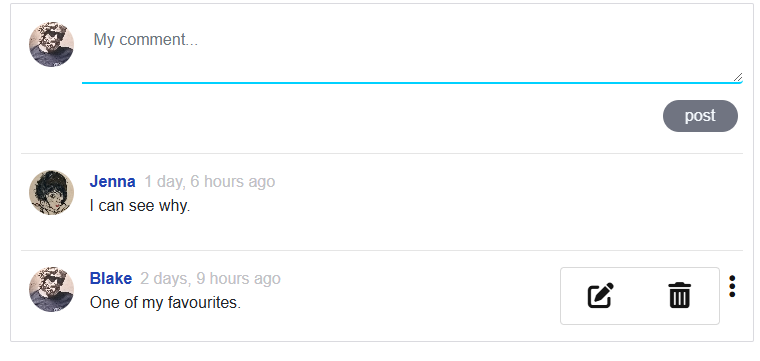 My comment...
post
Jenna 1 day, 6 hours ago
I can see why.
Blake 2 days, 9 hours ago
One of my favourites.